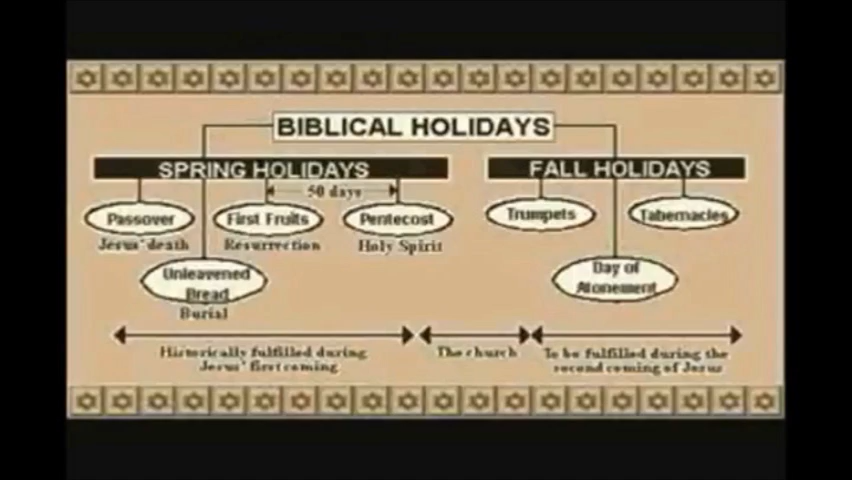 BIBLICAL HOLIDAYS
SPRING HOLIDAYS
FALL HOLIDAYS
50 days
Passover
First Fruits
Pentecost
Trumpets
Tabernacles
Jesus' death
Resurrection
Holy Spirit
Unleavened
Bread
Burial
Day of
Atonement
Historically fulfilled during
Jesus' first coming
The church
To be fulfilled during the
second coming of Jesus